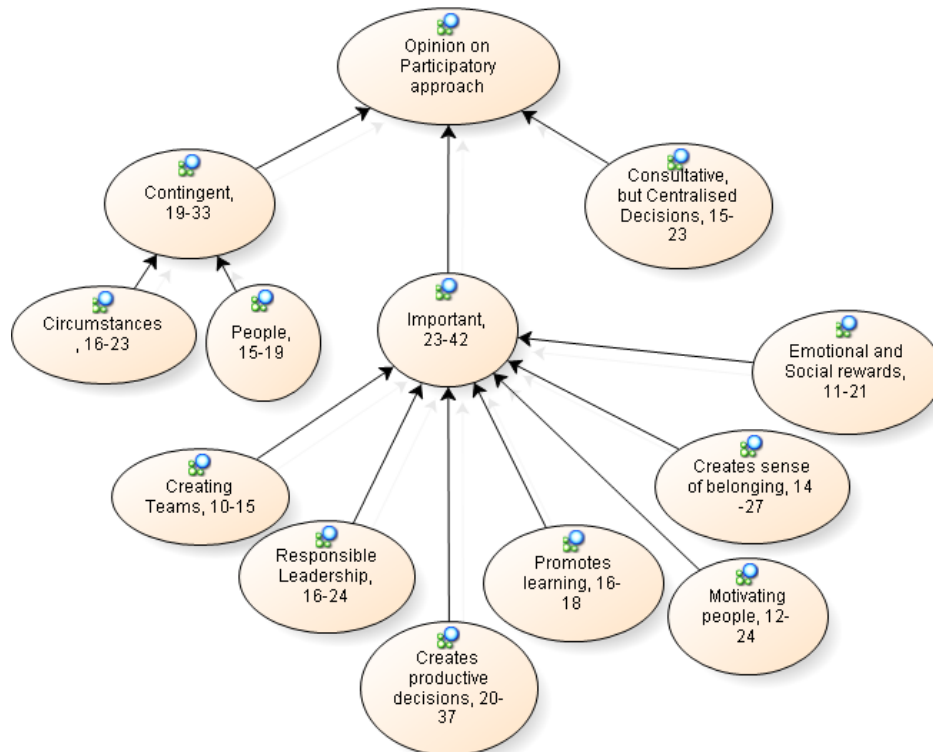 Opinion on
Participatory
approach
Contingent,
19-33
Consultative,
but Centralised
Decisions, 15-
23
Circumstances
, 16-23
People,
15-19
Important,
23-42
Emotional and
Social rewards,
11-21
Creating
Teams, 10-15
Creates sense
of belonging, 14
-27
Responsible
Leadership,
16-24
Promotes
learning, 16-
18
Motivating
people, 12-
24
Creates
productive
decisions, 20-
37